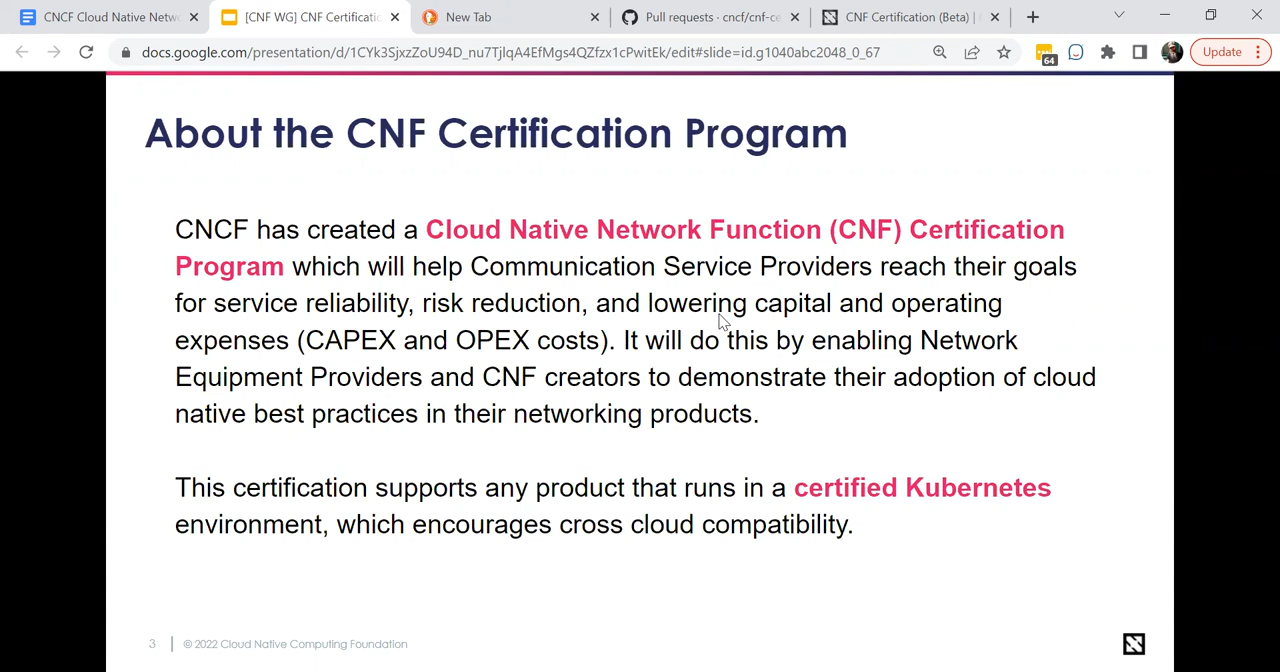 CNCF Cloud Native Netw
[CNF WG] CNF Certificati
New Tab
Pull requests · cncf/cnf-ce
CNF Certification (Beta) |
docs.google.com/presentation/d/1CYk3SjxzZoU94D_nu7TjlqA4EfMgs4QZfzx1cPwitEk/edit#slide=id.g1040abc2048_0_67
64
Update
About the CNF Certification Program
CNCF has created a Cloud Native Network Function (CNF) Certification
Program which will help Communication Service Providers reach their goals
for service reliability, risk reduction, and lowering capital and operating
expenses (CAPEX and OPEX costs). It will do this by enabling Network
Equipment Providers and CNF creators to demonstrate their adoption of cloud
native best practices in their networking products.
This certification supports any product that runs in a certified Kubernetes
environment, which encourages cross cloud compatibility.
3 | © 2022 Cloud Native Computing Foundation